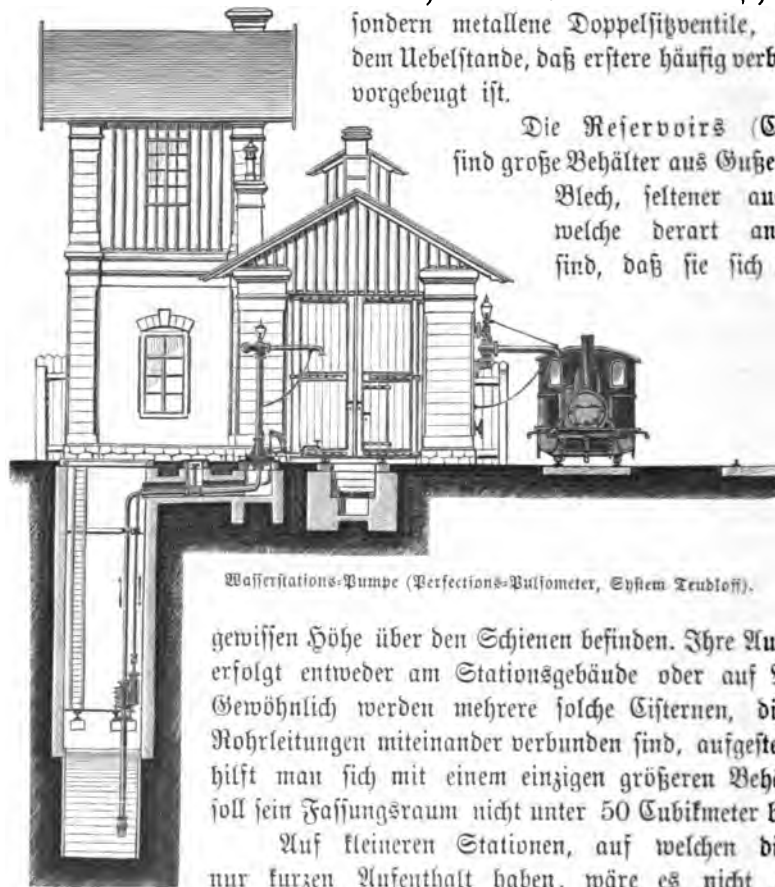 sondern metallene Doppelsitzventile,
dem Uebelstande, daß erstere häufig verb
vorgebeugt ist.
Die Reservoirs (C
sind große Behälter aus Guße
Blech, seltener au
welche derart an
sind, daß sie sich
Wasserstations-Pumpe (Perfections-Pulsometer, System Teudloff).
gewissen Höhe über den Schienen befinden. Ihre Au
erfolgt entweder am Stationsgebäude oder auf
Gewöhnlich werden mehrere solche Cisternen, di
Rohrleitungen miteinander verbunden sind, aufgeste
hilft man sich mit einem einzigen größeren Behä
soll sein Fassungsraum nicht unter 50 Cubikmeter b
Auf kleineren Stationen, auf welchen di
nur kurzen Aufenthalt haben, wäre es nicht